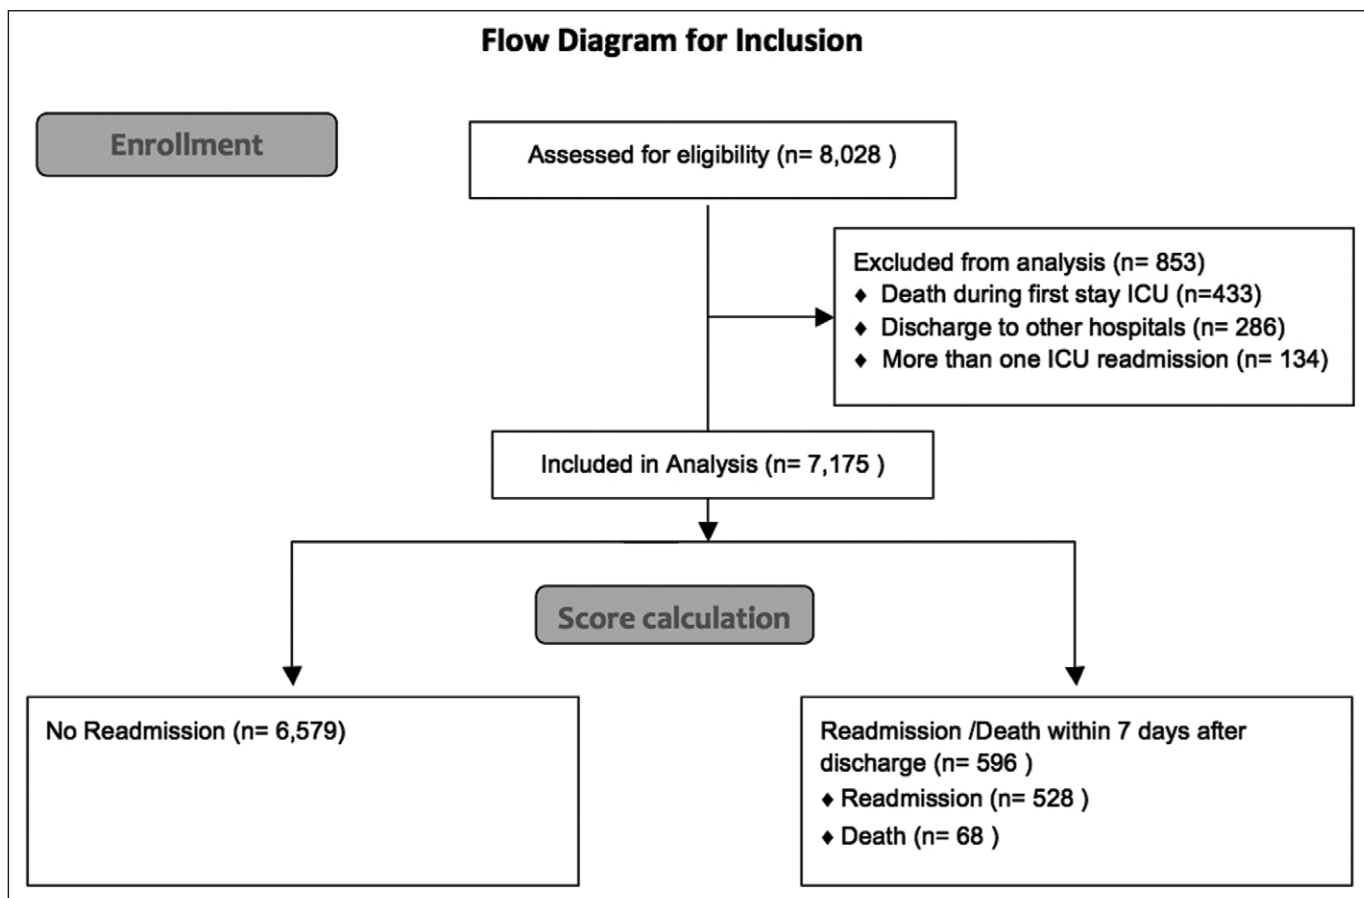 Flow Diagram for Inclusion
Enrollment
Assessed for eligibility (n= 8,028 )
Excluded from analysis (n= 853)
♦ Death during first stay ICU (n=433)
♦ Discharge to other hospitals (n= 286)
♦ More than one ICU readmission (n= 134)
Included in Analysis (n= 7,175 )
Score calculation
No Readmission (n= 6,579)
Readmission /Death within 7 days after
discharge (n= 596 )
♦ Readmission (n= 528 )
♦ Death (n= 68 )